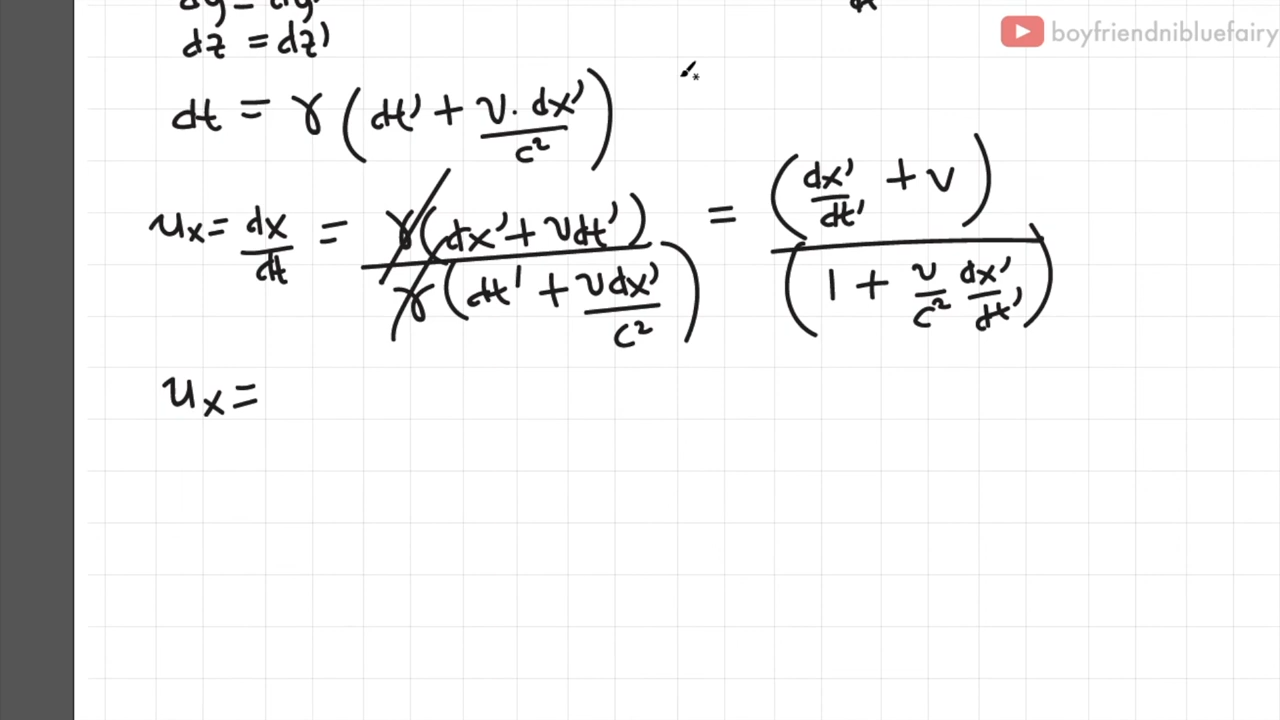 boyfriendnibluefairy
dz = dz'
dt = γ (dt' + v · dx' / c²)
uₓ = dx/dt = γ(dx' + vdt') / γ(dt' + vdx'/c²) = (dx'/dt' + v) / (1 + v/c² dx'/dt')
uₓ =